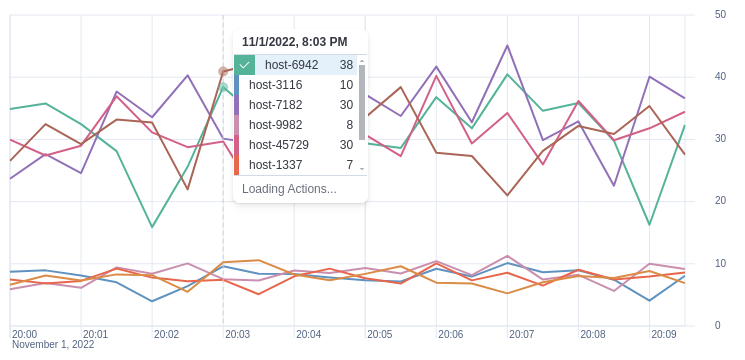 50
40
30
20
10
0
11/1/2022, 8:03 PM
host-6942 38
host-3116 10
host-7182 30
host-9982 8
host-45729 30
host-1337 7
Loading Actions...
20:00 20:01 20:02 20:03 20:04 20:05 20:06 20:07 20:08 20:09
November 1, 2022